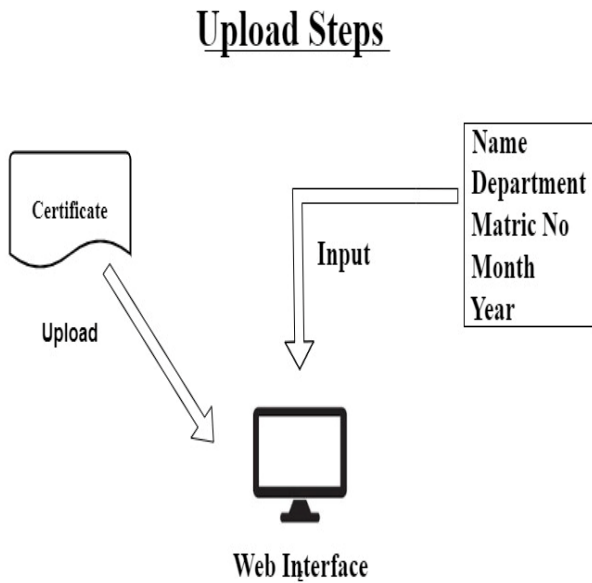 Upload Steps
Certificate
Upload
Input
Name
Department
Matric No
Month
Year
Web Interface